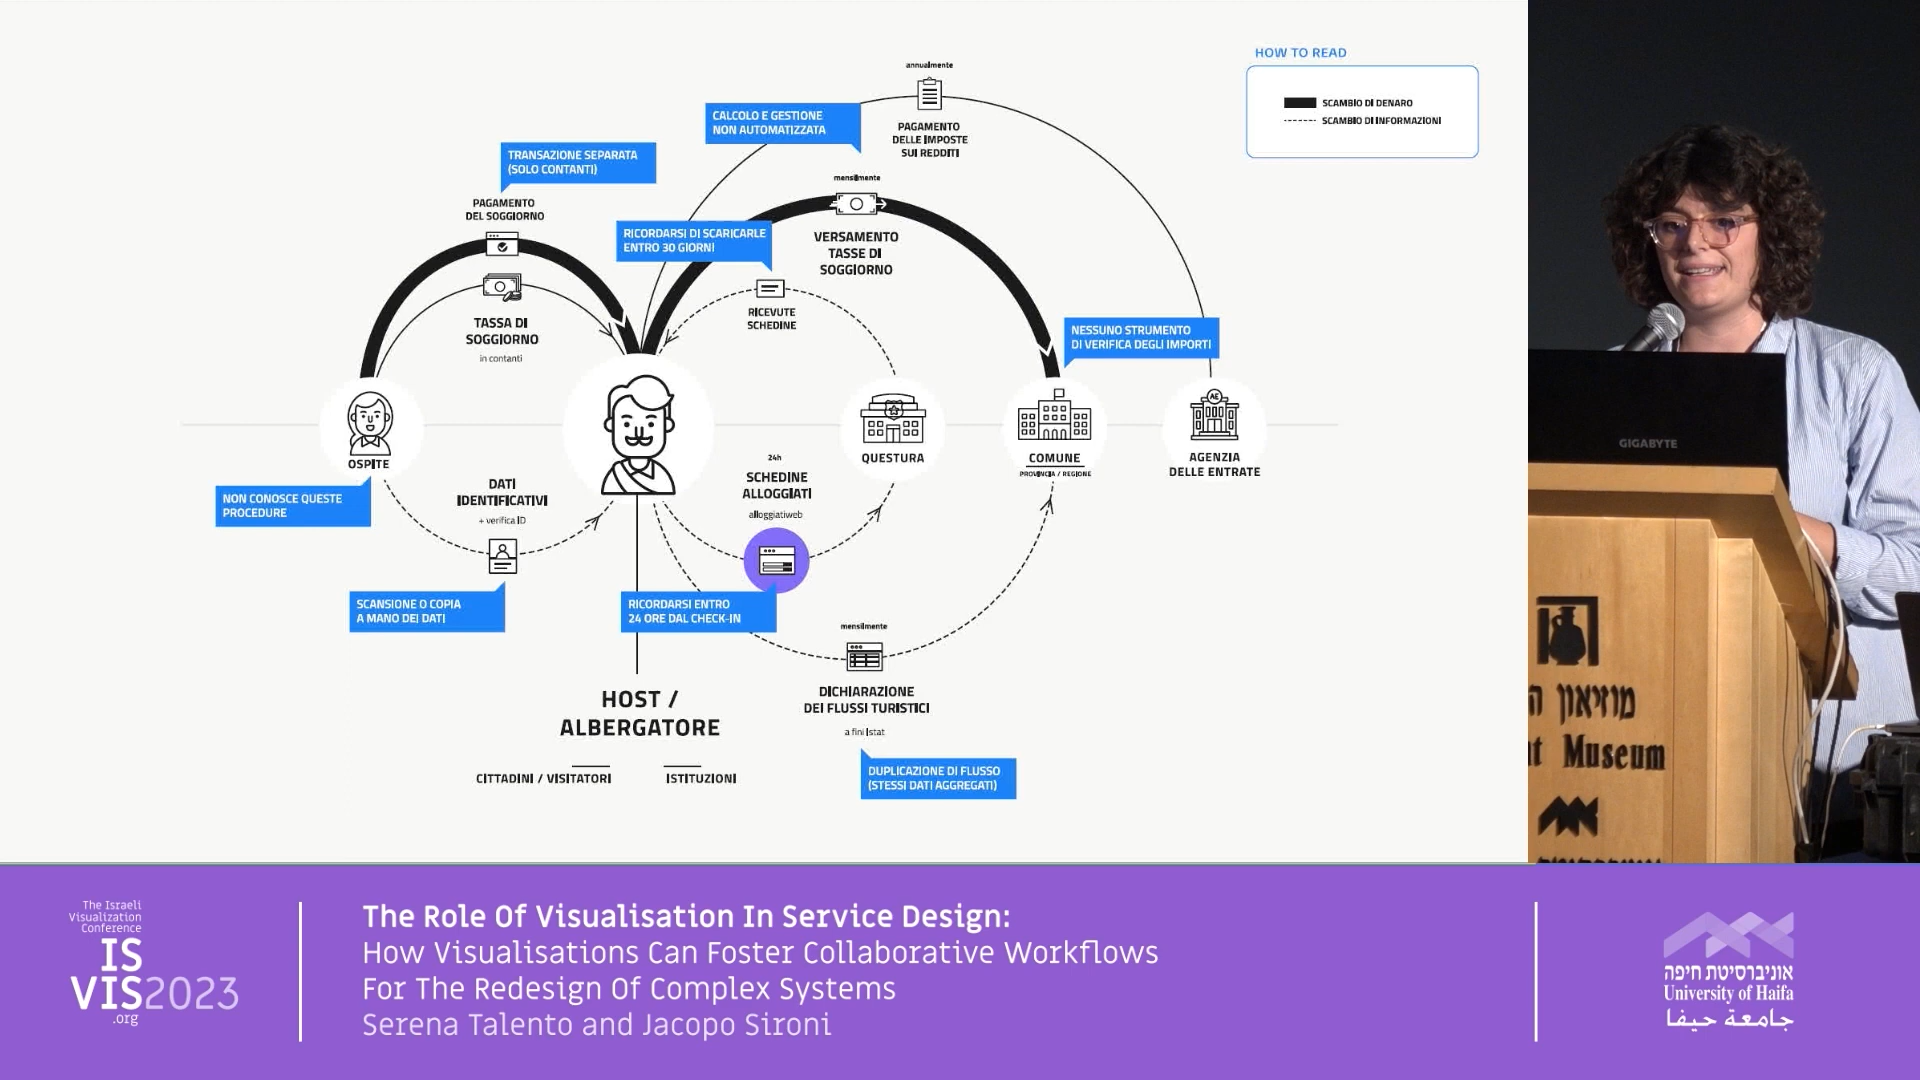 HOW TO READ
SCAMBIO DI DENARO
SCAMBIO DI INFORMAZIONI
annualmente
PAGAMENTO
DELLE IMPOSTE
SUI REDDITI
CALCOLO E GESTIONE
NON AUTOMATIZZATA
TRANSAZIONE SEPARATA
(SOLO CONTANTI)
PAGAMENTO
DEL SOGGIORNO
mensilmente
VERSAMENTO
TASSE DI
SOGGIORNO
RICORDARSI DI SCARICARLE
ENTRO 30 GIORNI
TASSA DI
SOGGIORNO
in contanti
RICEVUTE
SCHEDINE
NESSUNO STRUMENTO
DI VERIFICA DEGLI IMPORTI
OSPITE
QUESTURA
COMUNE
PROVINCIA / REGIONE
AE
AGENZIA
DELLE ENTRATE
NON CONOSCE QUESTE
PROCEDURE
DATI
IDENTIFICATIVI
+ verifica ID
24h
SCHEDINE
ALLOGGIATI
alloggiatiweb
SCANSIONE O COPIA
A MANO DEI DATI
RICORDARSI ENTRO
24 ORE DAL CHECK-IN
mensilmente
DICHIARAZIONE
DEI FLUSSI TURISTICI
a fini Istat
HOST /
ALBERGATORE
CITTADINI / VISITATORI
ISTITUZIONI
DUPLICAZIONE DI FLUSSO
(STESSI DATI AGGREGATI)
GIGABYTE
מוזיאון
Museum
The Israeli
Visualization
Conference
IS
VIS2023
.org
The Role Of Visualisation In Service Design:
How Visualisations Can Foster Collaborative Workflows
For The Redesign Of Complex Systems
Serena Talento and Jacopo Sironi
אוניברסיטת חיפה
University of Haifa
جامعة حيفا